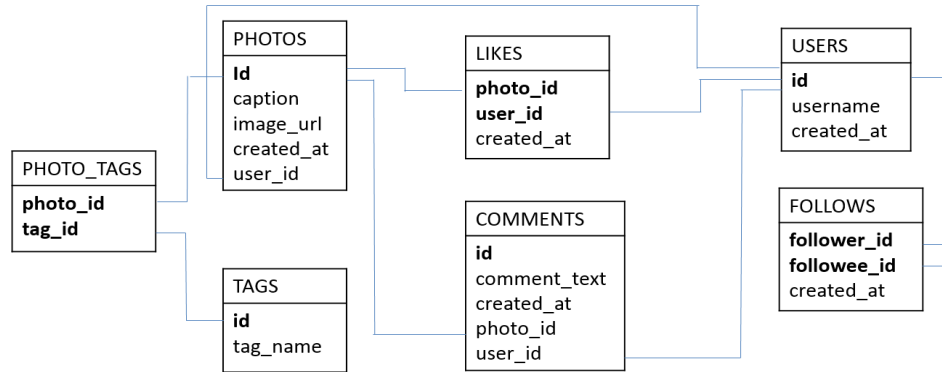 PHOTOS
Id
caption
image_url
created_at
user_id
LIKES
photo_id
user_id
created_at
USERS
id
username
created_at
PHOTO_TAGS
photo_id
tag_id
COMMENTS
id
comment_text
created_at
photo_id
user_id
FOLLOWS
follower_id
followee_id
created_at
TAGS
id
tag_name